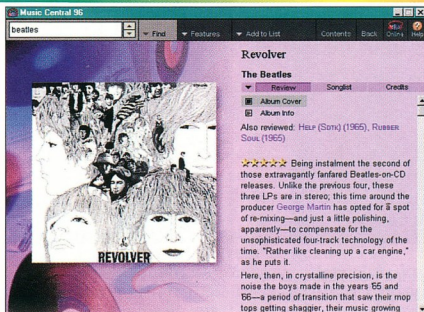 Music Central 96
beatles
Find
Features
Add to List
Contents
Back
Online
Help
Revolver
The Beatles
Review
Songlist
Credits
Album Cover
Album Info
Also reviewed: HELP (SOTK) (1965), RUBBER
SOUL (1965)
Being instalment the second of
those extravagantly fanfared Beatles-on-CD
releases. Unlike the previous four, these
three LPs are in stereo; this time around the
producer George Martin has opted for a spot
of re-mixing—and just a little polishing,
apparently—to compensate for the
unsophisticated four-track technology of the
time. "Rather like cleaning up a car engine,"
as he puts it.
Here, then, in crystalline precision, is the
noise the boys made in the years '65 and
'66—a period of transition that saw their mop
tops getting shaggier, their music growing
REVOLVER